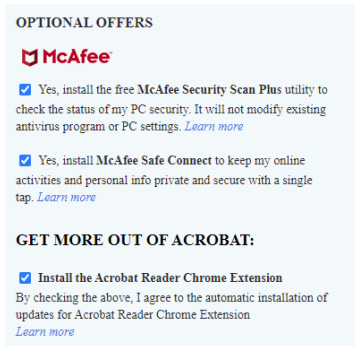 OPTIONAL OFFERS
McAfee™
Yes, install the free McAfee Security Scan Plus utility to
check the status of my PC security. It will not modify existing
antivirus program or PC settings. Learn more
Yes, install McAfee Safe Connect to keep my online
activities and personal info private and secure with a single
tap. Learn more
GET MORE OUT OF ACROBAT:
Install the Acrobat Reader Chrome Extension
By checking the above, I agree to the automatic installation of
updates for Acrobat Reader Chrome Extension
Learn more